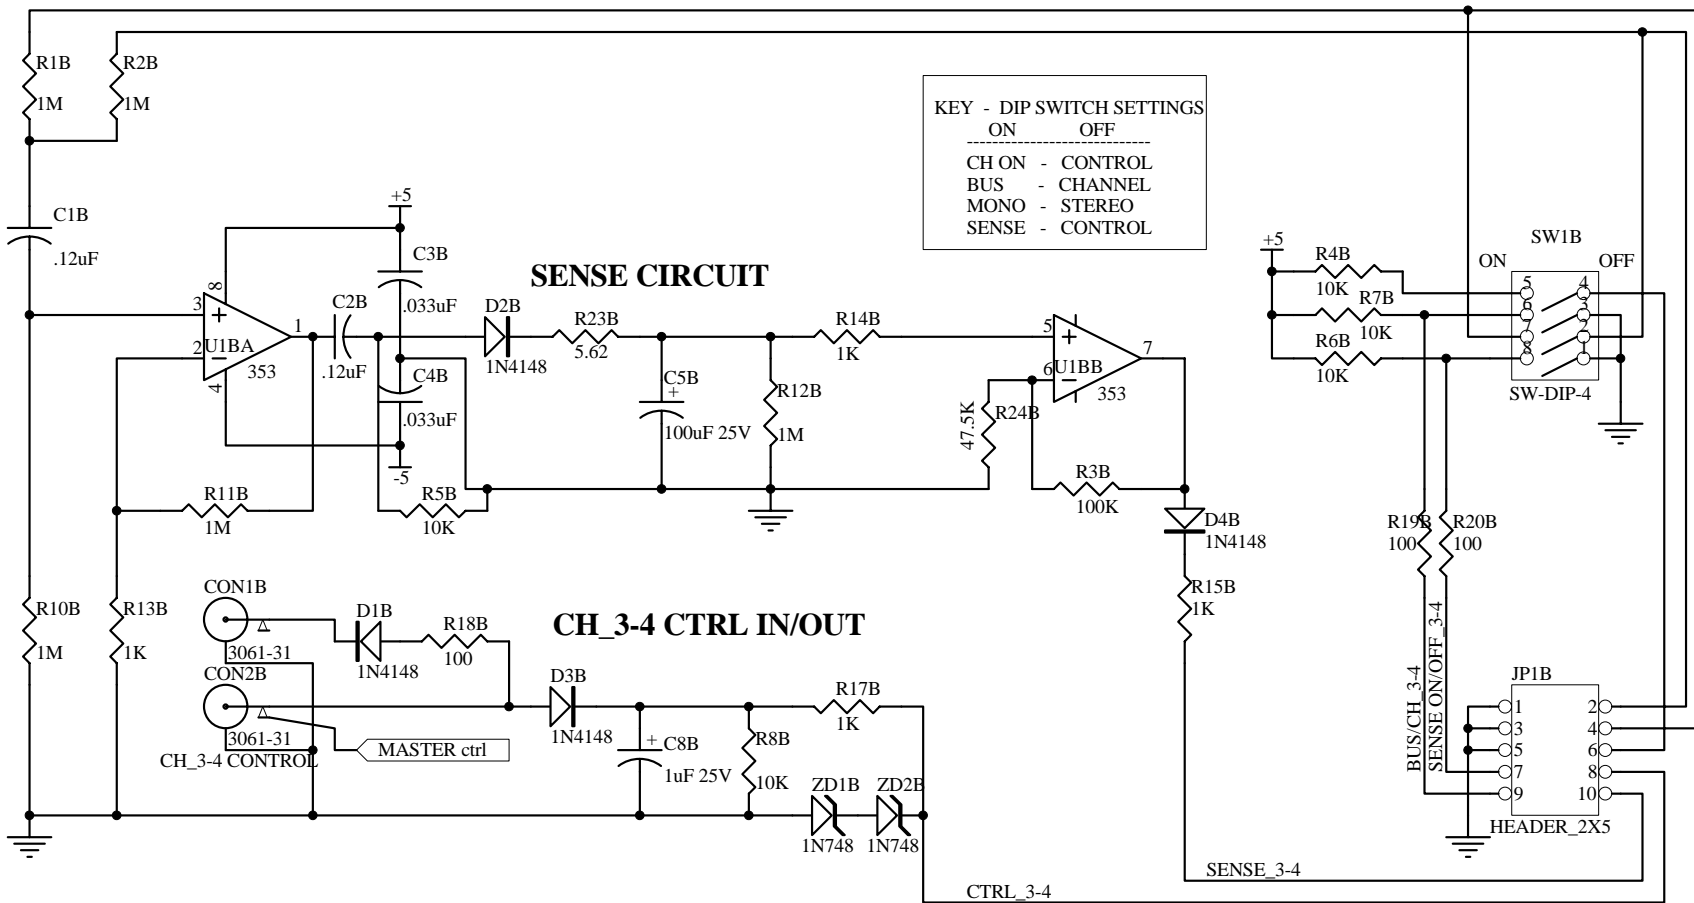 R1B
1M
R2B
1M
KEY - DIP SWITCH SETTINGS
ON OFF
-----------------------------
CH ON - CONTROL
BUS - CHANNEL
MONO - STEREO
SENSE - CONTROL
C1B
.12uF
+5
C3B
.033uF
SENSE CIRCUIT
8
3
+
2
−
4
1
U1BA
353
C2B
.12uF
C4B
.033uF
-5
D2B
1N4148
R23B
5.62
C5B
+
100uF 25V
R12B
1M
R14B
1K
5
+
6
−
7
U1BB
353
R24B
47.5K
R3B
100K
R11B
1M
R5B
10K
D4B
1N4148
R15B
1K
+5
R4B
10K
R7B
10K
R6B
10K
SW1B
ON OFF
5 4
6 3
7 2
8 1
SW-DIP-4
R19B
100
R20B
100
BUS/CH_3-4
SENSE ON/OFF_3-4
R10B
1M
R13B
1K
CON1B
3061-31
CON2B
3061-31
CH_3-4 CONTROL
MASTER ctrl
D1B
1N4148
R18B
100
CH_3-4 CTRL IN/OUT
D3B
1N4148
C8B
+
1uF 25V
R8B
10K
R17B
1K
ZD1B
1N748
ZD2B
1N748
JP1B
1 2
3 4
5 6
7 8
9 10
HEADER_2X5
SENSE_3-4
CTRL_3-4